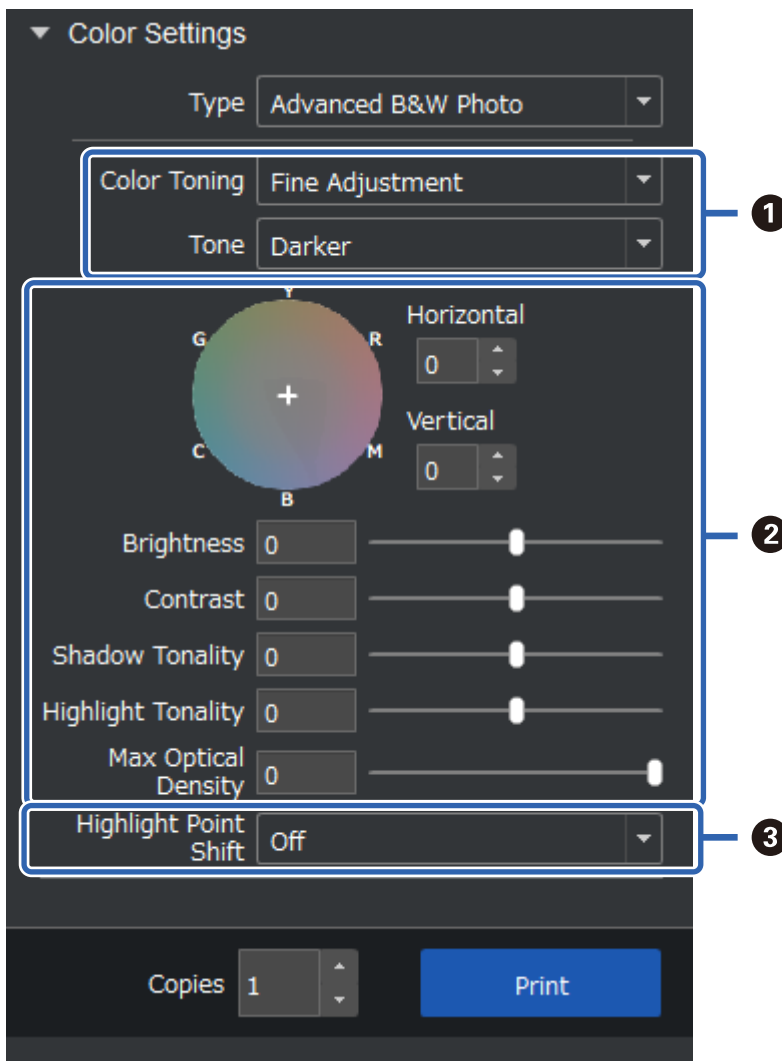 Color Settings
Type Advanced B&W Photo
Color Toning Fine Adjustment
Tone Darker
1
Y
G
R
C
M
B
Horizontal
0
Vertical
0
Brightness 0
Contrast 0
2
Shadow Tonality 0
Highlight Tonality 0
Max Optical
Density 0
Highlight Point
Shift Off
3
Copies 1 Print